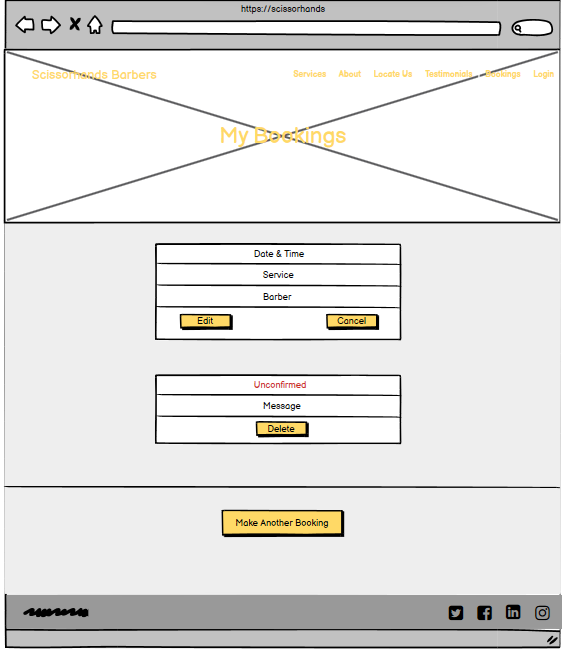 https://scissorhands
Scissorhands Barbers
Services About Locate Us Testimonials Bookings Login
My Bookings
Date & Time
Service
Barber
Edit Cancel
Unconfirmed
Message
Delete
Make Another Booking